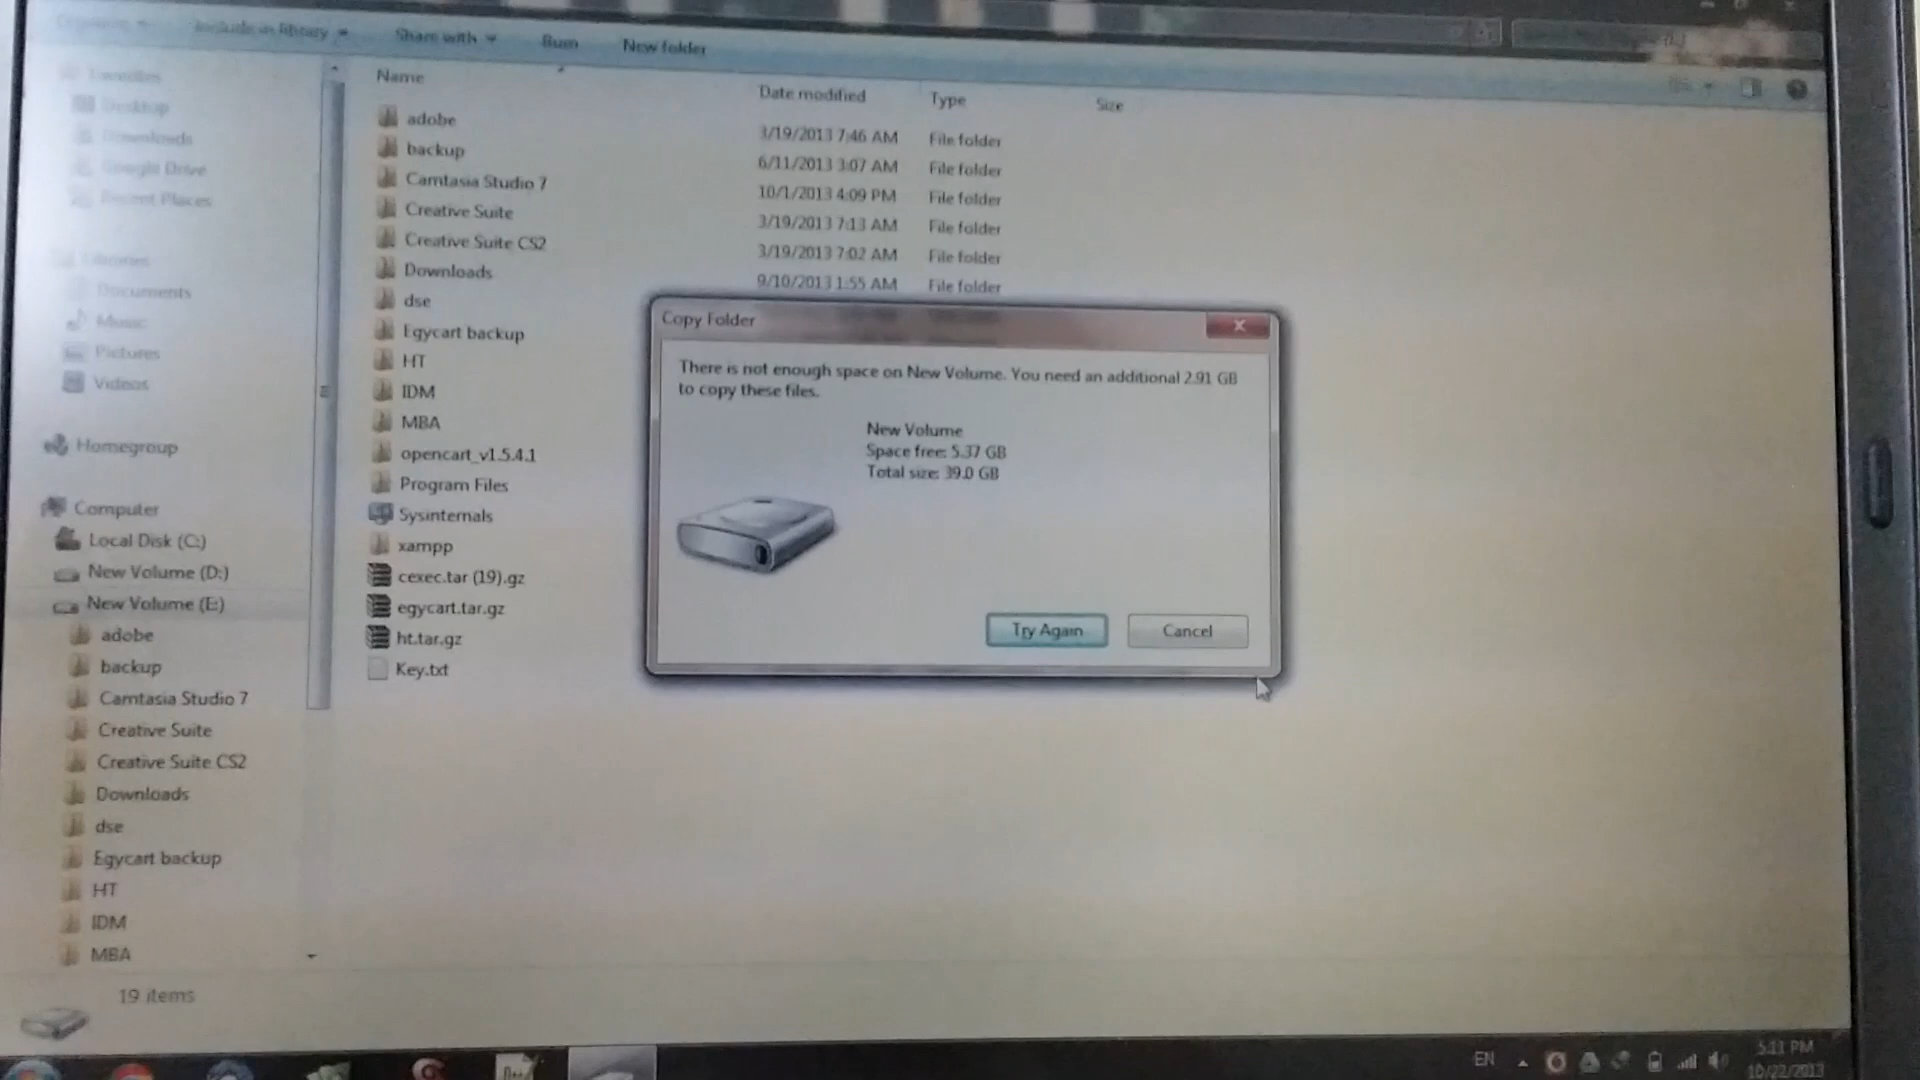 Include in library
Share with
Burn
New folder
Favorites
Desktop
Downloads
Google Drive
Recent Places
Libraries
Documents
Music
Pictures
Videos
Homegroup
Computer
Local Disk (C:)
New Volume (D:)
New Volume (E:)
adobe
backup
Camtasia Studio 7
Creative Suite
Creative Suite CS2
Downloads
dse
Egycart backup
HT
IDM
MBA
Name Date modified Type Size
adobe 3/19/2013 7:46 AM File folder
backup 6/11/2013 3:07 AM File folder
Camtasia Studio 7 10/1/2013 4:09 PM File folder
Creative Suite 3/19/2013 7:13 AM File folder
Creative Suite CS2 3/19/2013 7:02 AM File folder
Downloads 9/10/2013 1:55 AM File folder
dse
Egycart backup
HT
IDM
MBA
opencart_v1.5.4.1
Program Files
Sysinternals
xampp
cexec.tar (19).gz
egycart.tar.gz
ht.tar.gz
Key.txt
Copy Folder
There is not enough space on New Volume. You need an additional 2.91 GB
to copy these files.
New Volume
Space free: 5.37 GB
Total size: 39.0 GB
Try Again
Cancel
19 items
EN
5:11 PM
10/22/2013